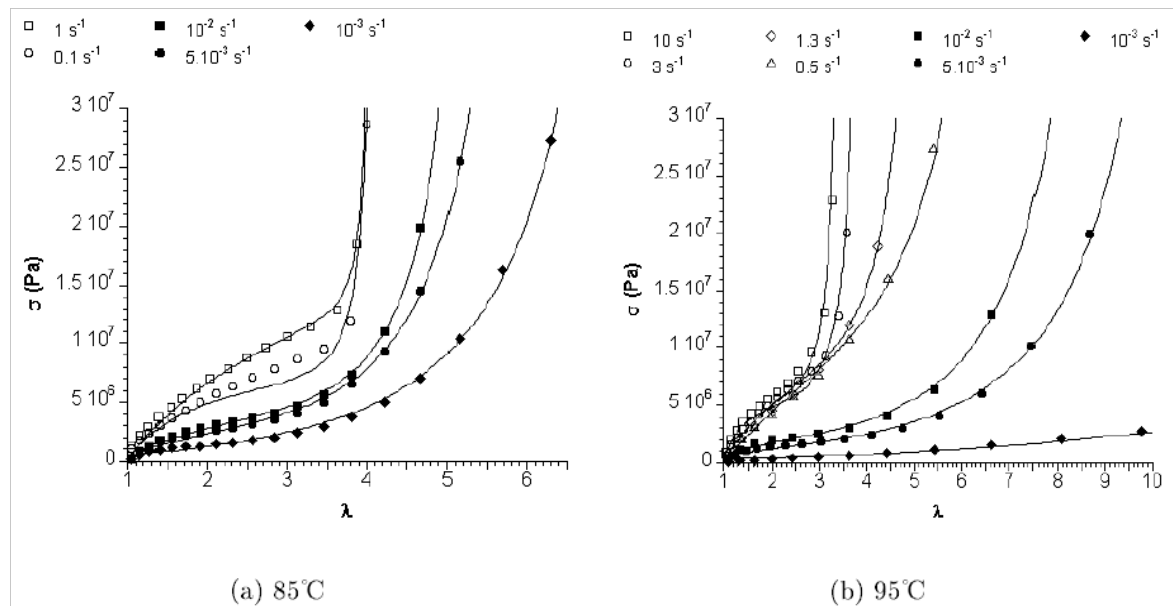 □ 1 s⁻¹ ■ 10⁻² s⁻¹ ◆ 10⁻³ s⁻¹
○ 0.1 s⁻¹ ● 5.10⁻³ s⁻¹
3 10⁷
2.5 10⁷
2 10⁷
1.5 10⁷
1 10⁷
5 10⁶
0
σ (Pa)
1 2 3 4 5 6
λ
(a) 85°C
□ 10 s⁻¹ ◇ 1.3 s⁻¹ ■ 10⁻² s⁻¹ ◆ 10⁻³ s⁻¹
○ 3 s⁻¹ △ 0.5 s⁻¹ ● 5.10⁻³ s⁻¹
3 10⁷
2.5 10⁷
2 10⁷
1.5 10⁷
1 10⁷
5 10⁶
0
σ (Pa)
1 2 3 4 5 6 7 8 9 10
λ
(b) 95°C